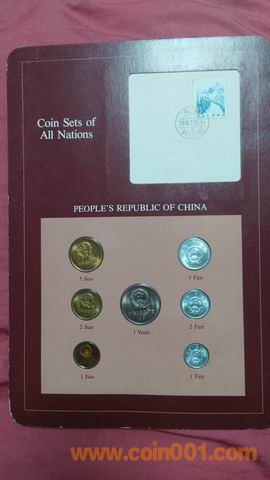 Coin Sets of
All Nations
PEOPLE'S REPUBLIC OF CHINA
5 Jiao
5 Fen
2 Jiao
1 Yuan
2 Fen
1 Jiao
1 Fen
www.coin001.com